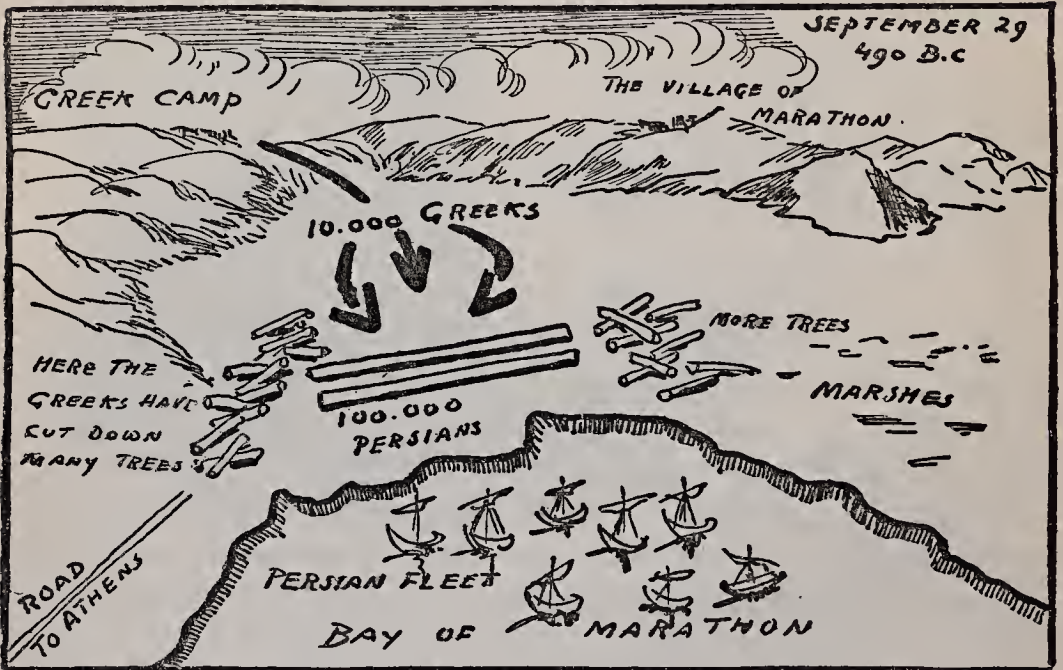 SEPTEMBER 29
490 B.C
GREEK CAMP
THE VILLAGE OF
MARATHON.
10.000 GREEKS
MORE TREES
HERE THE
GREEKS HAVE
CUT DOWN
MANY TREES
MARSHES
100.000
PERSIANS
ROAD
TO ATHENS
PERSIAN FLEET
BAY OF MARATHON